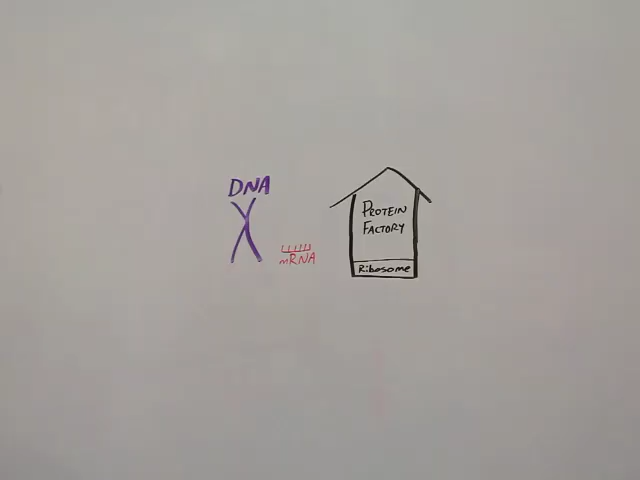 DNA
mRNA
PROTEIN
FACTORY
Ribosome